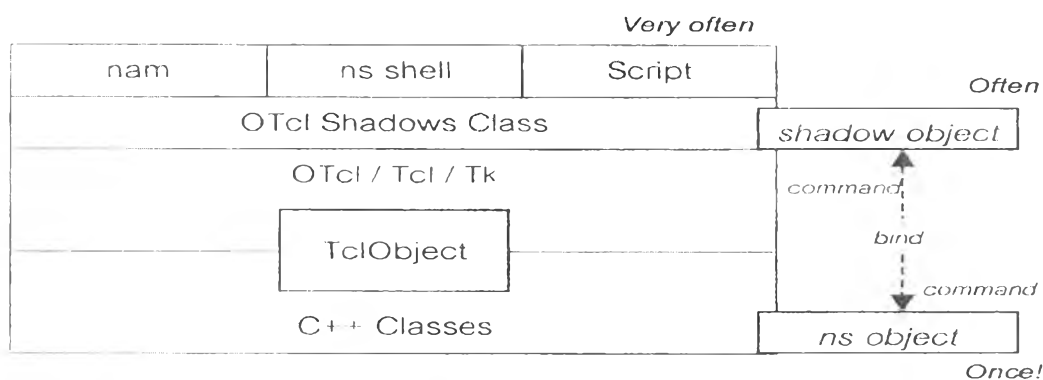 Very often
nam
ns shell
Script
Often
OTcl Shadows Class
shadow object
OTcl / Tcl / Tk
command
TclObject
bind
command
C++ Classes
ns object
Once!